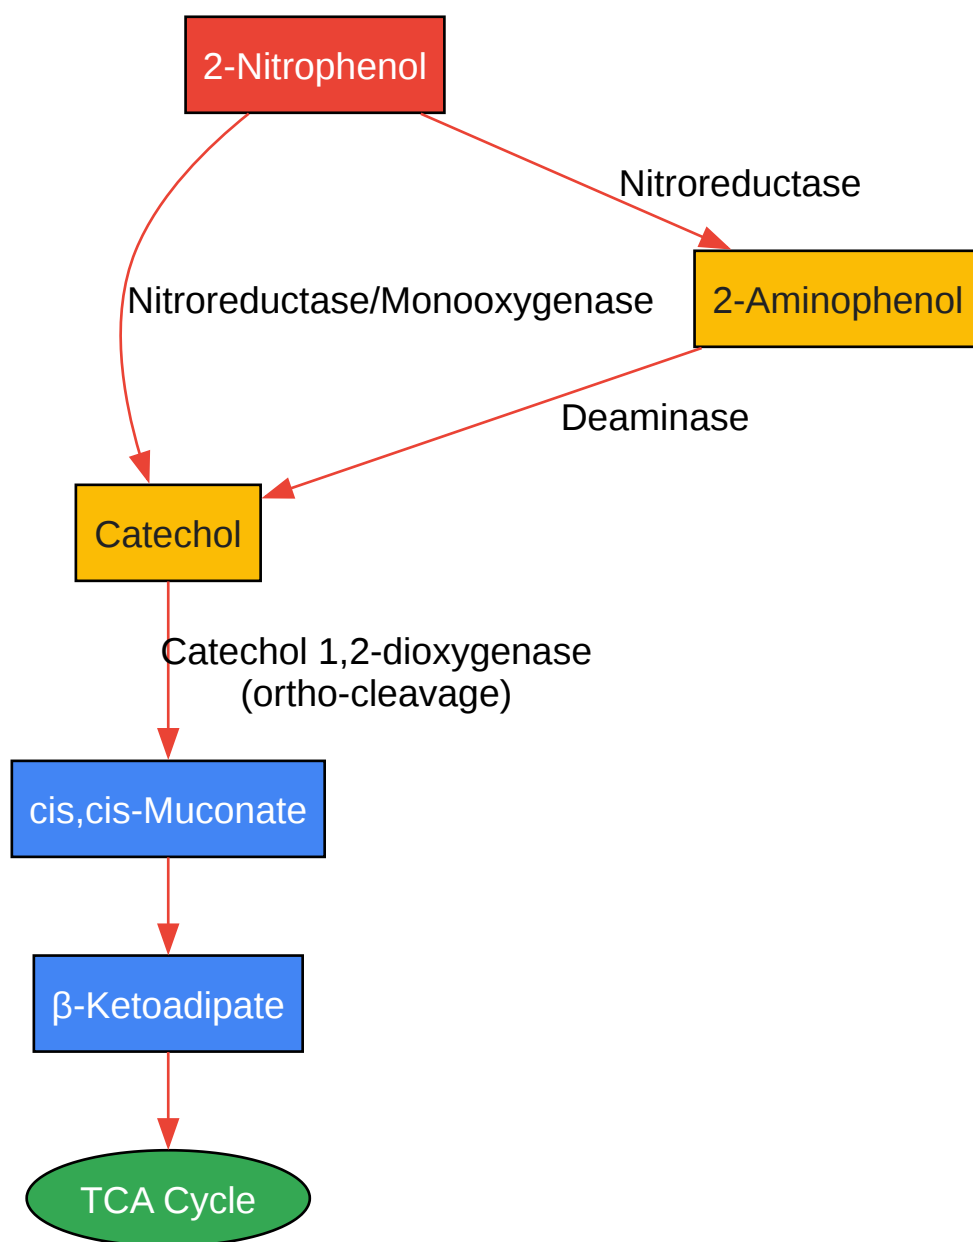 2-Nitrophenol
Nitroreductase
Nitroreductase/Monooxygenase
2-Aminophenol
Deaminase
Catechol
Catechol 1,2-dioxygenase
(ortho-cleavage)
cis,cis-Muconate
β-Ketoadipate
TCA Cycle